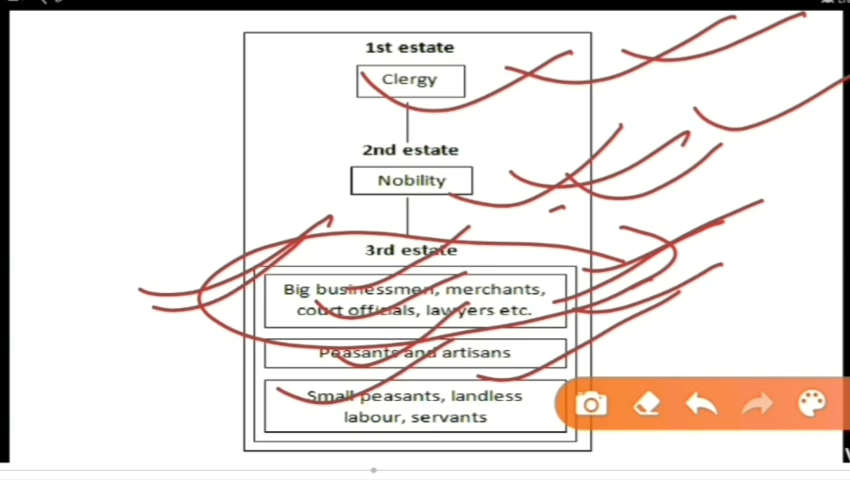 1st estate
Clergy
2nd estate
Nobility
3rd estate
Big businessmen, merchants,
court officials, lawyers etc.
Peasants and artisans
Small peasants, landless
labour, servants